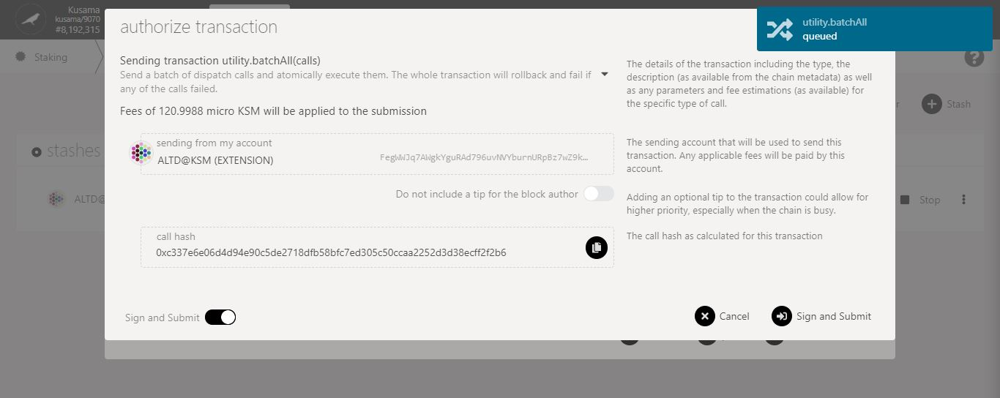 Kusama
kusama/9070
#8,192,315
authorize transaction
utility.batchAll
queued
Staking
Sending transaction utility.batchAll(calls)
Send a batch of dispatch calls and atomically execute them. The whole transaction will rollback and fail if
any of the calls failed.
The details of the transaction including the type, the
description (as available from the chain metadata) as well
as any parameters and fee estimations (as available) for
the specific type of call.
Fees of 120.9988 micro KSM will be applied to the submission
Stash
stashes
sending from my account
ALTD@KSM (EXTENSION)
FegWWJq7AWgkYguRAd796uvNVYburnURpBz7wZ9k…
The sending account that will be used to send this
transaction. Any applicable fees will be paid by this
account.
Do not include a tip for the block author
Adding an optional tip to the transaction could allow for
higher priority, especially when the chain is busy.
ALTD@
Stop
call hash
0xc337e6e06d4d94e90c5de2718dfb58bfc7ed305c50ccaa2252d3d38ecff2f2b6
The call hash as calculated for this transaction
Sign and Submit
Cancel
Sign and Submit